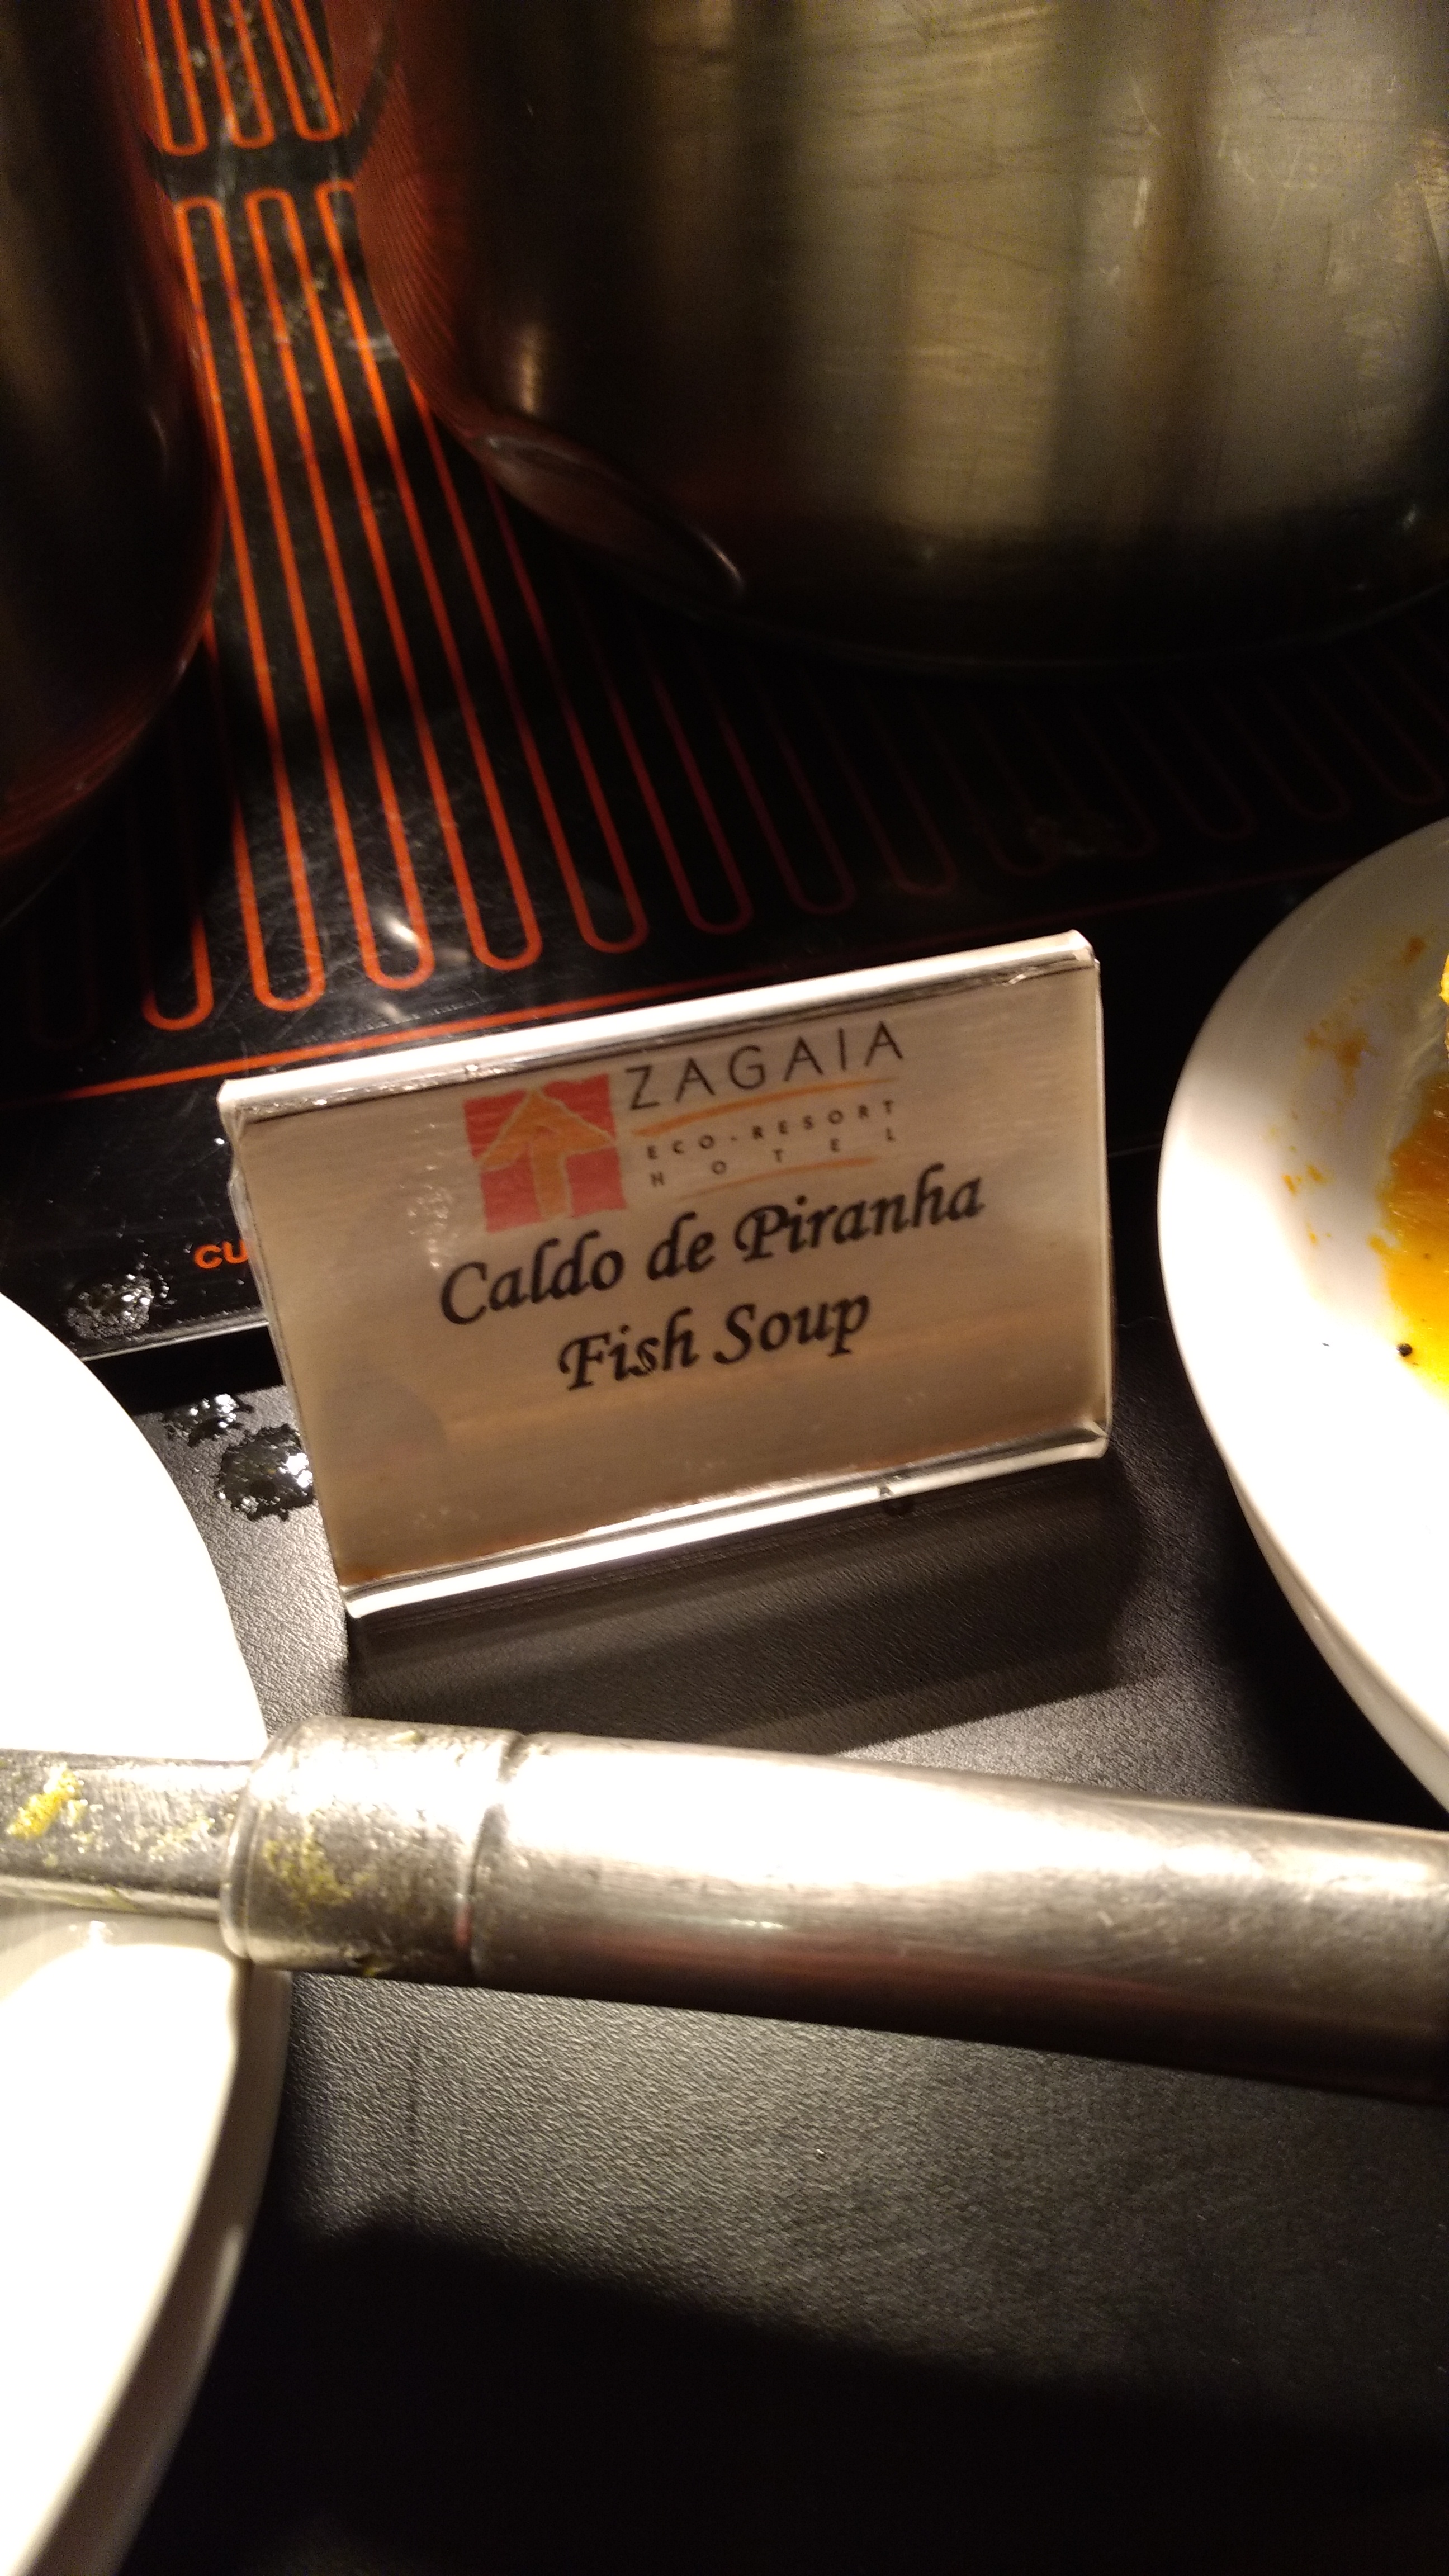 ZAGAIA
ECO-RESORT
HOTEL
Caldo de Piranha
Fish Soup